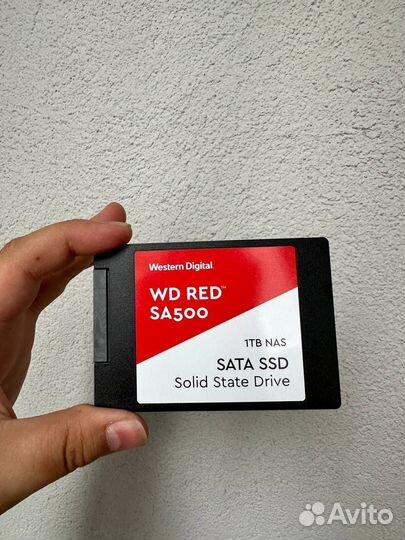 Western Digital
WD RED™
SA500
1TB NAS
SATA SSD
Solid State Drive
Avito